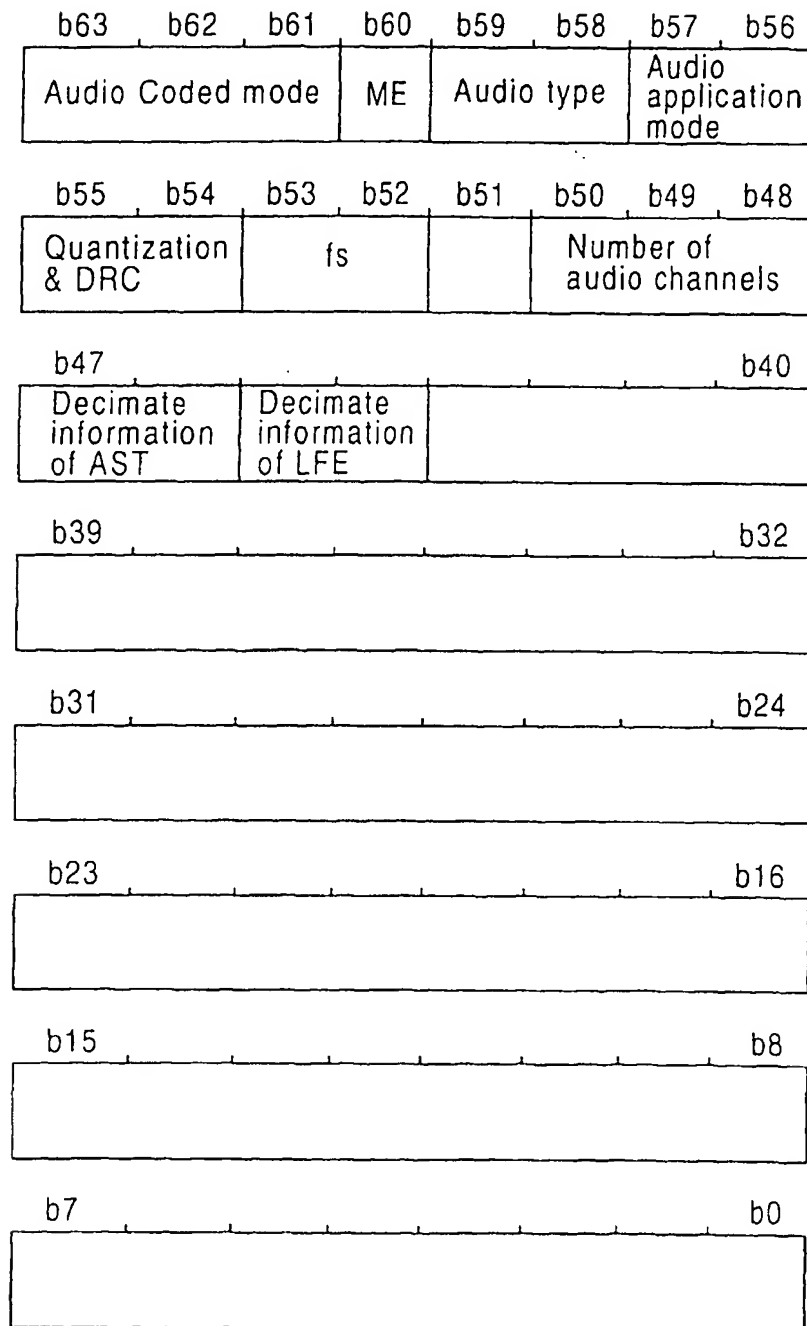 b63 b62 b61 b60 b59 b58 b57 b56
Audio Coded mode ME Audio type Audio
application
mode
b55 b54 b53 b52 b51 b50 b49 b48
Quantization
& DRC fs Number of
audio channels
b47 b40
Decimate
information
of AST Decimate
information
of LFE
b39 b32
b31 b24
b23 b16
b15 b8
b7 b0